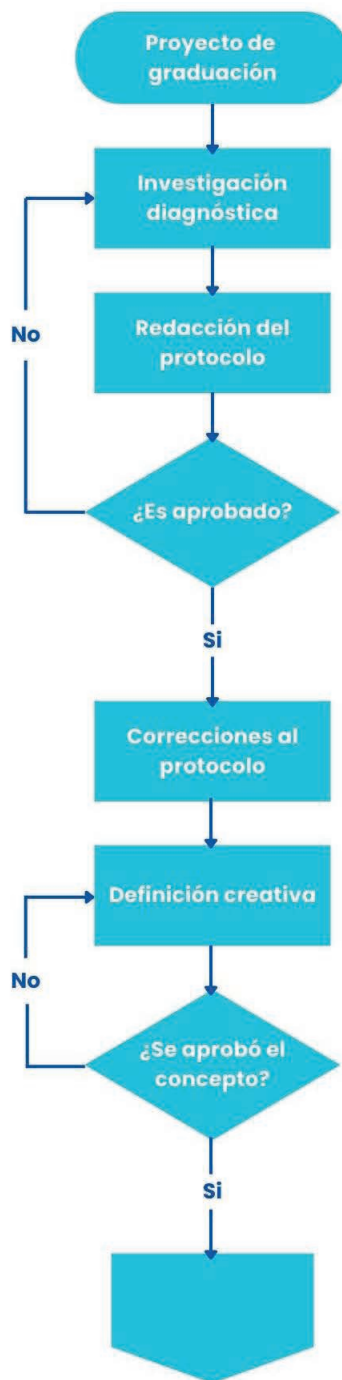 Proyecto de
graduación
Investigación
diagnóstica
No
Redacción del
protocolo
¿Es aprobado?
Si
Correcciones al
protocolo
Definición creativa
No
¿Se aprobó el
concepto?
Si